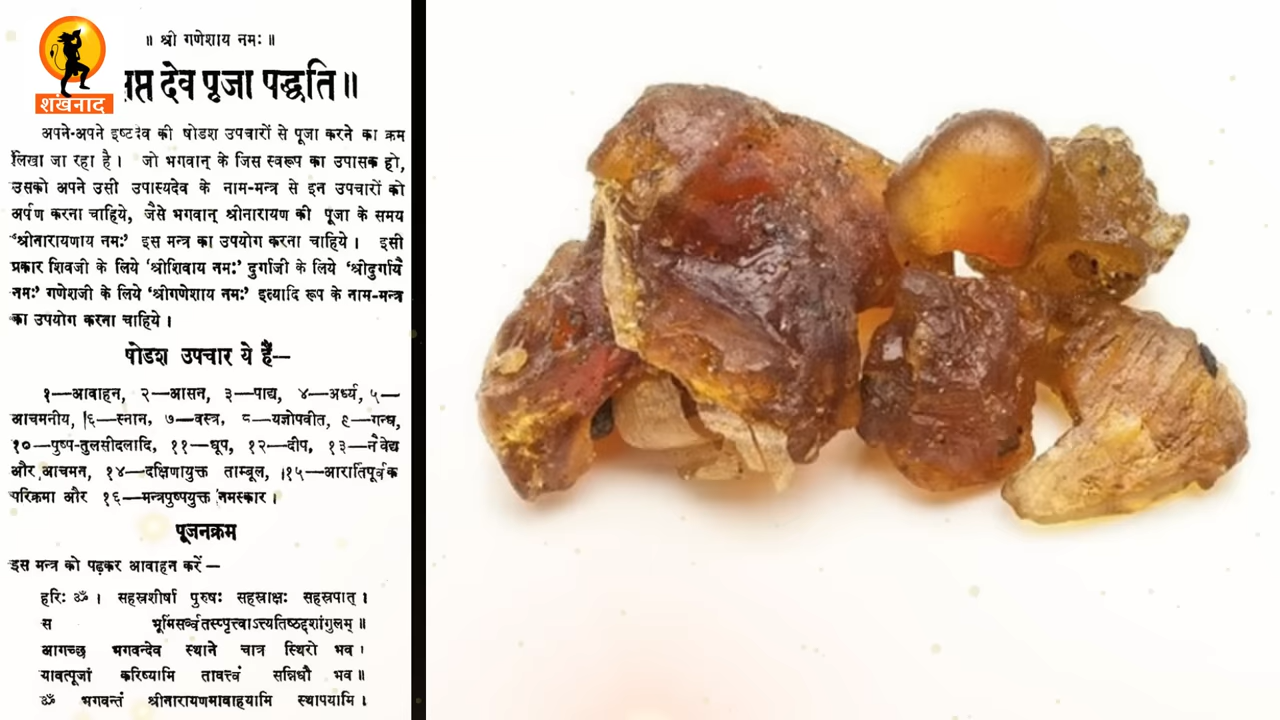 शंखनाद
॥ श्री गणेशाय नमः ॥
देव पूजा पद्धति॥
अपने-अपने इष्टदेव की षोडश उपचारों से पूजा करने का क्रम
लिखा जा रहा है। जो भगवान् के जिस स्वरूप का उपासक हो,
उसको अपने उसी उपास्यदेव के नाम-मन्त्र से इन उपचारों को
अर्पण करना चाहिये, जैसे भगवान् श्रीनारायण की पूजा के समय
‘श्रीनारायणाय नमः’ इस मन्त्र का उपयोग करना चाहिये। इसी
प्रकार शिवजी के लिये ‘श्रीशिवाय नमः’ दुर्गाजी के लिये ‘श्रीदुर्गायै
नमः’ गणेशजी के लिये ‘श्रीगणेशाय नमः’ इत्यादि रूप के नाम-मन्त्र
का उपयोग करना चाहिये।
षोडश उपचार ये हैं—
१—आवाहन, २—आसन, ३—पाद्य, ४—अर्ध्य, ५—
आचमनीय, ६—स्नान, ७—वस्त्र, ८—यज्ञोपवीत, ९—गन्ध,
१०—पुष्प-तुलसीदलादि, ११—धूप, १२—दीप, १३—नैवेद्य
और आचमन, १४—दक्षिणायुक्त ताम्बूल, १५—आरार्तिपूर्वक
परिक्रमा और १६—मन्त्रपुष्पयुक्त नमस्कार।
पूजनक्रम
इस मन्त्र को पढ़कर आवाहन करें—
हरिः ॐ। सहस्रशीर्षा पुरुषः सहस्राक्षः सहस्रपात्।
स भूमिसर्व्वतस्प्पृत्त्वाऽत्त्यतिष्ठद्दशांगुलम्॥
आगच्छ भगवन्देव स्थाने चात्र स्थिरो भव।
यावत्पूजां करिष्यामि तावत्त्वं सन्निधौ भव॥
ॐ भगवन्तं श्रीनारायणमावाहयामि स्थापयामि।